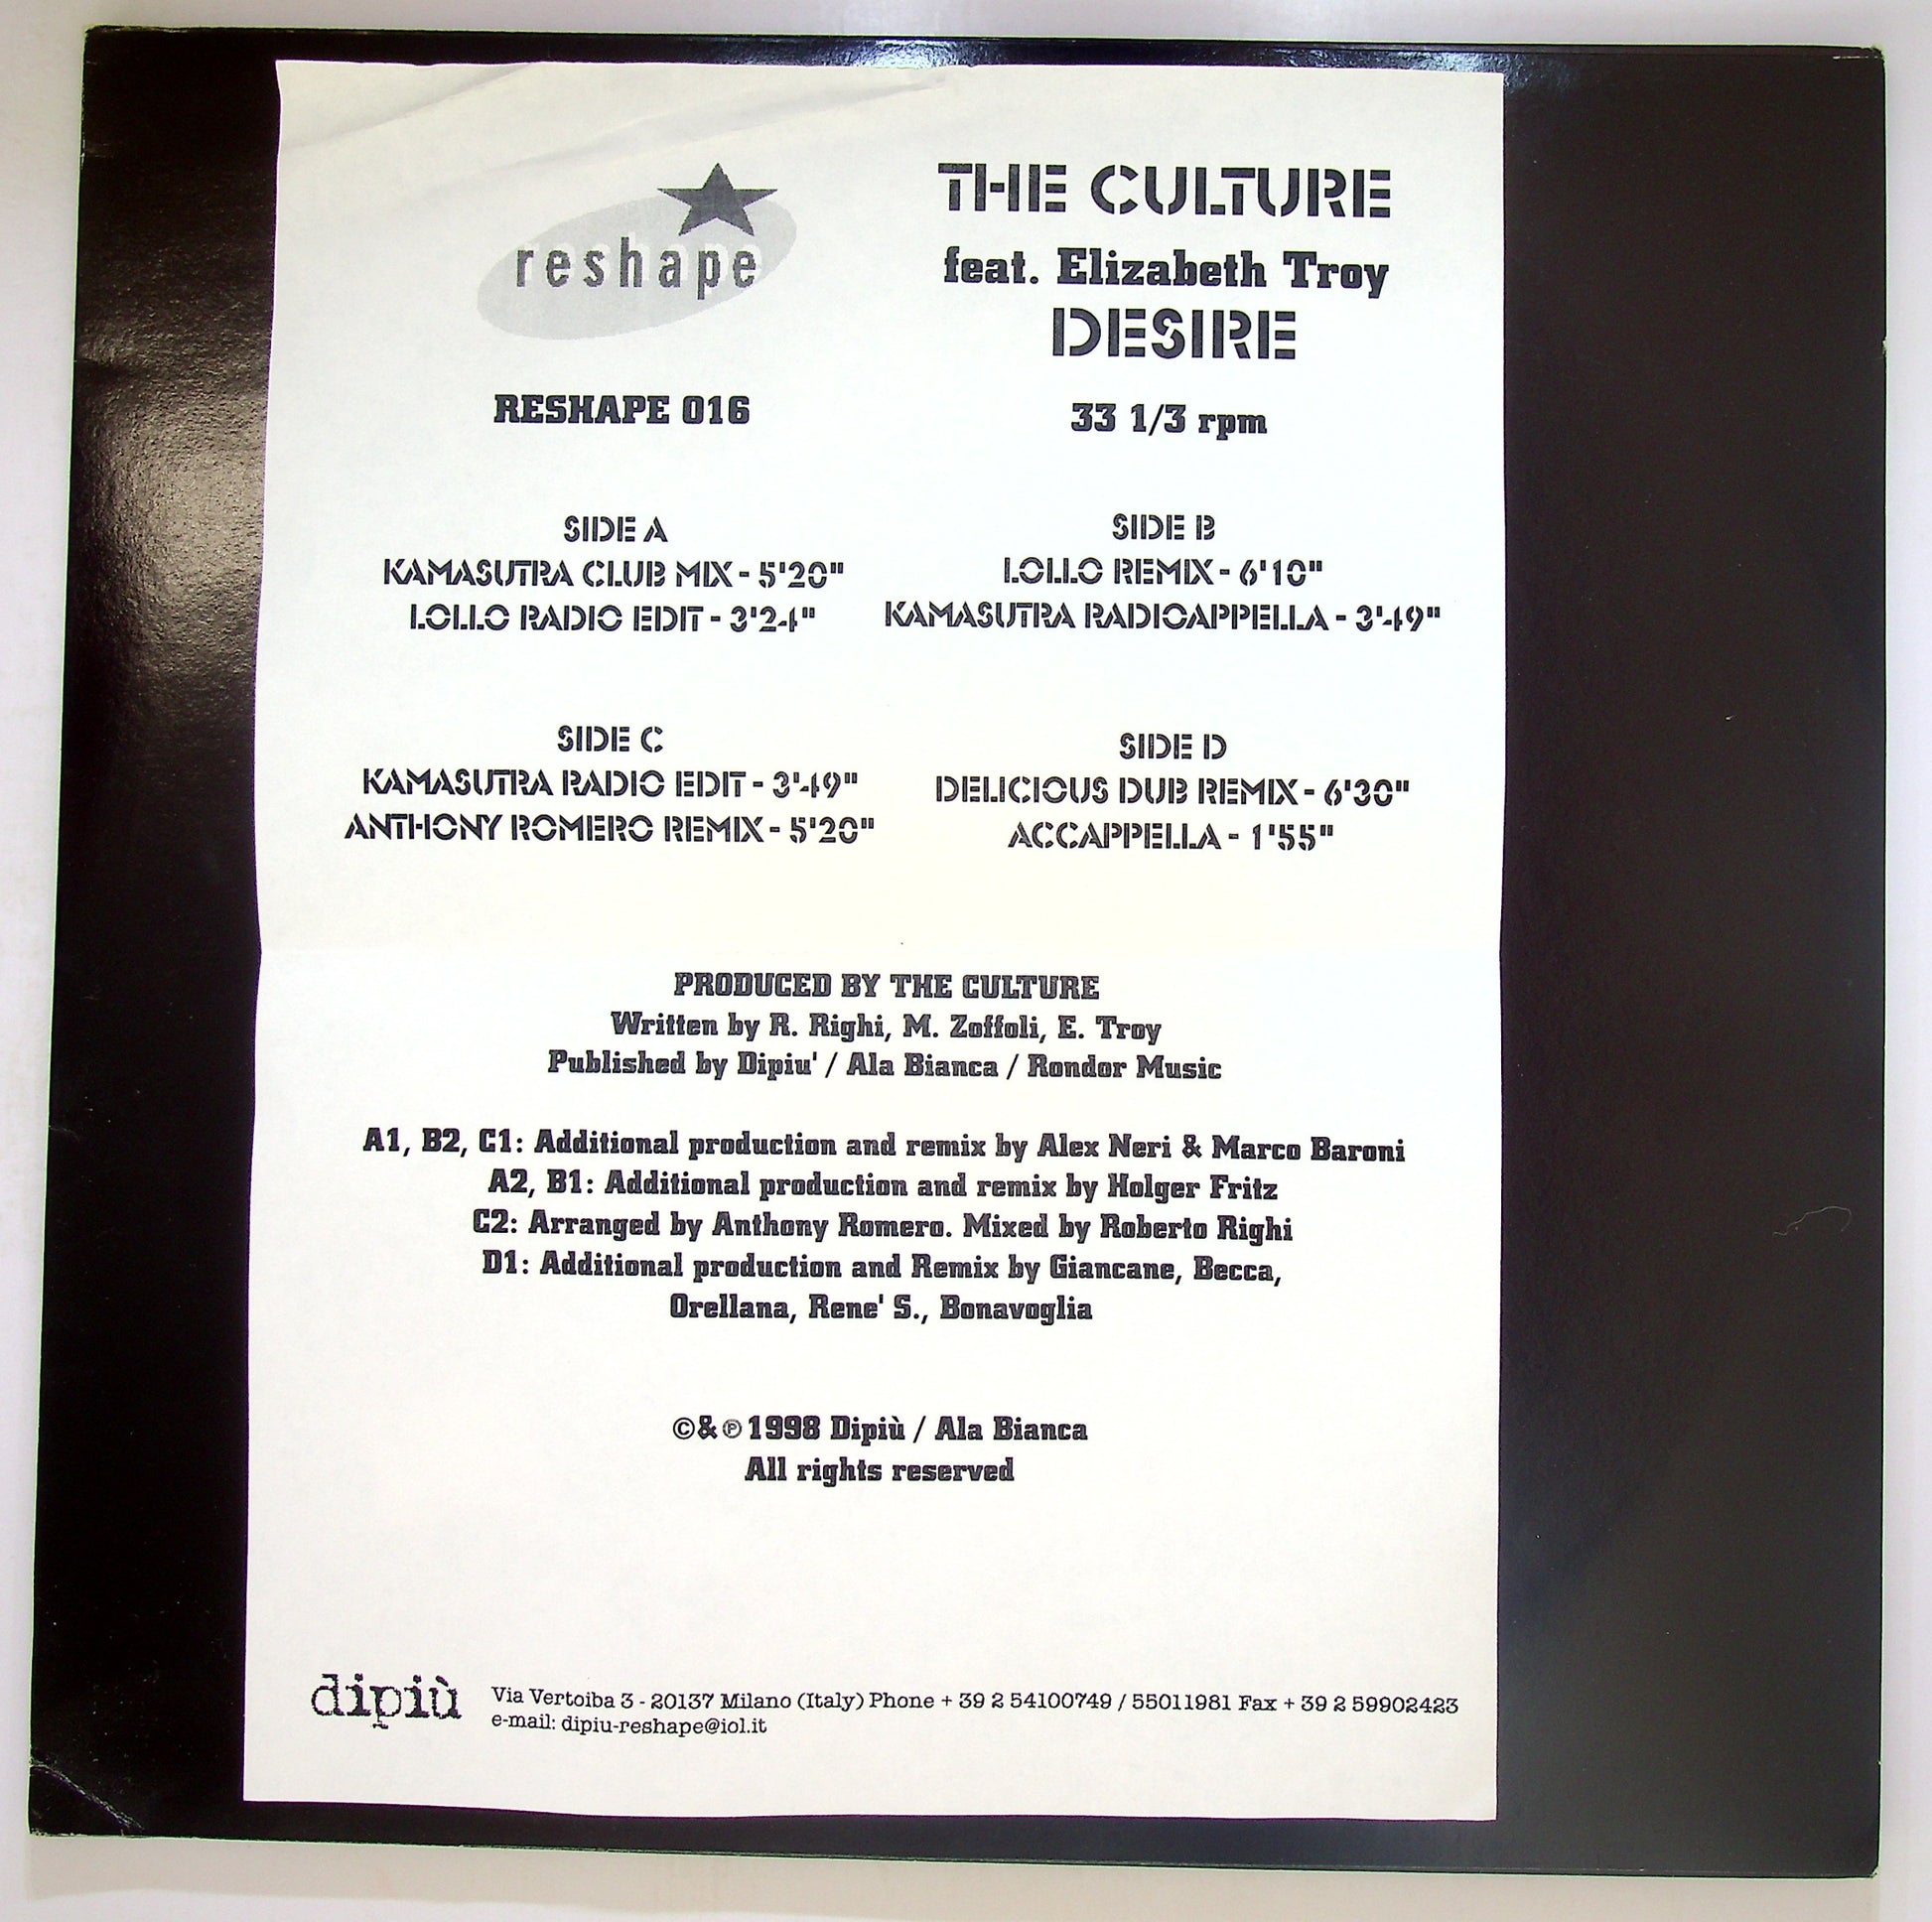 reshape
THE CULTURE
feat. Elizabeth Troy
DESIRE
RESHAPE 016
33 1/3 rpm
SIDE A
KAMASUTRA CLUB MIX - 5'20"
LOLLO RADIO EDIT - 3'24"
SIDE B
LOLLO REMIX - 6'10"
KAMASUTRA RADIOAPPELLA - 3'49"
SIDE C
KAMASUTRA RADIO EDIT - 3'49"
ANTHONY ROMERO REMIX - 5'20"
SIDE D
DELICIOUS DUB REMIX - 6'30"
ACCAPPELLA - 1'55"
PRODUCED BY THE CULTURE
Written by R. Righi, M. Zoffoli, E. Troy
Published by Dipiu' / Ala Bianca / Rondor Music
A1, B2, C1: Additional production and remix by Alex Neri & Marco Baroni
A2, B1: Additional production and remix by Holger Fritz
C2: Arranged by Anthony Romero. Mixed by Roberto Righi
D1: Additional production and Remix by Giancane, Becca,
Orellana, Rene' S., Bonavoglia
©&℗1998 Dipiù / Ala Bianca
All rights reserved
dipiù
Via Vertoiba 3 - 20137 Milano (Italy) Phone + 39 2 54100749 / 55011981 Fax + 39 2 59902423
e-mail: dipiu-reshape@iol.it